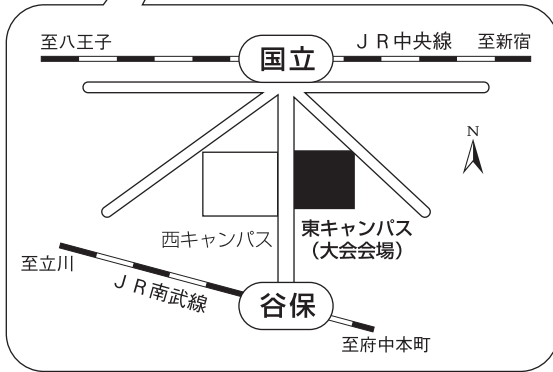 至八王子
国立
JR中央線
至新宿
N
西キャンパス
東キャンパス
(大会会場)
至立川
JR南武線
谷保
至府中本町